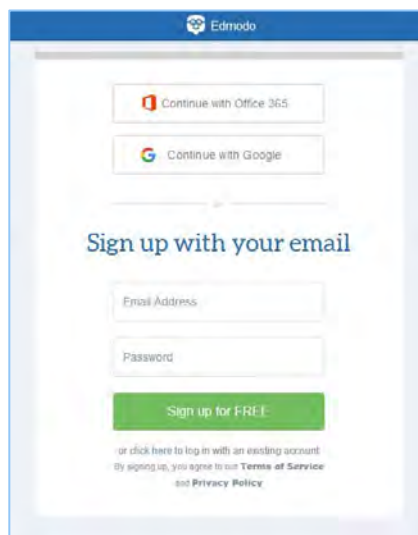 Edmodo
Continue with Office 365
Continue with Google
Sign up with your email
Email Address
Password
Sign up for FREE
or click here to log in with an existing account
By signing up, you agree to our Terms of Service
and Privacy Policy